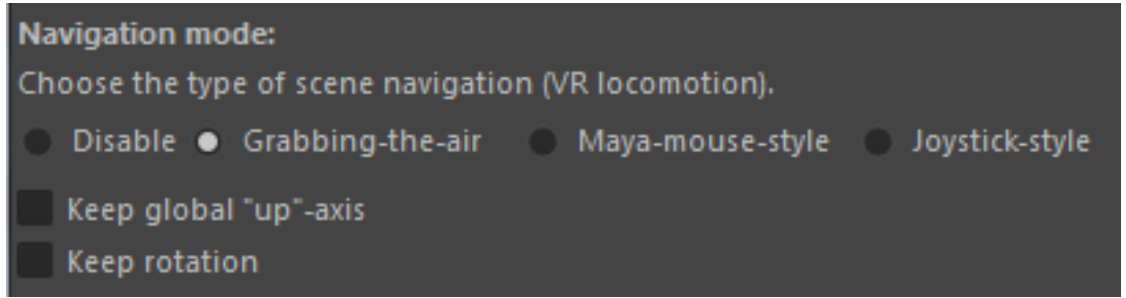 Navigation mode:
Choose the type of scene navigation (VR locomotion).
Disable Grabbing-the-air Maya-mouse-style Joystick-style
Keep global "up"-axis
Keep rotation